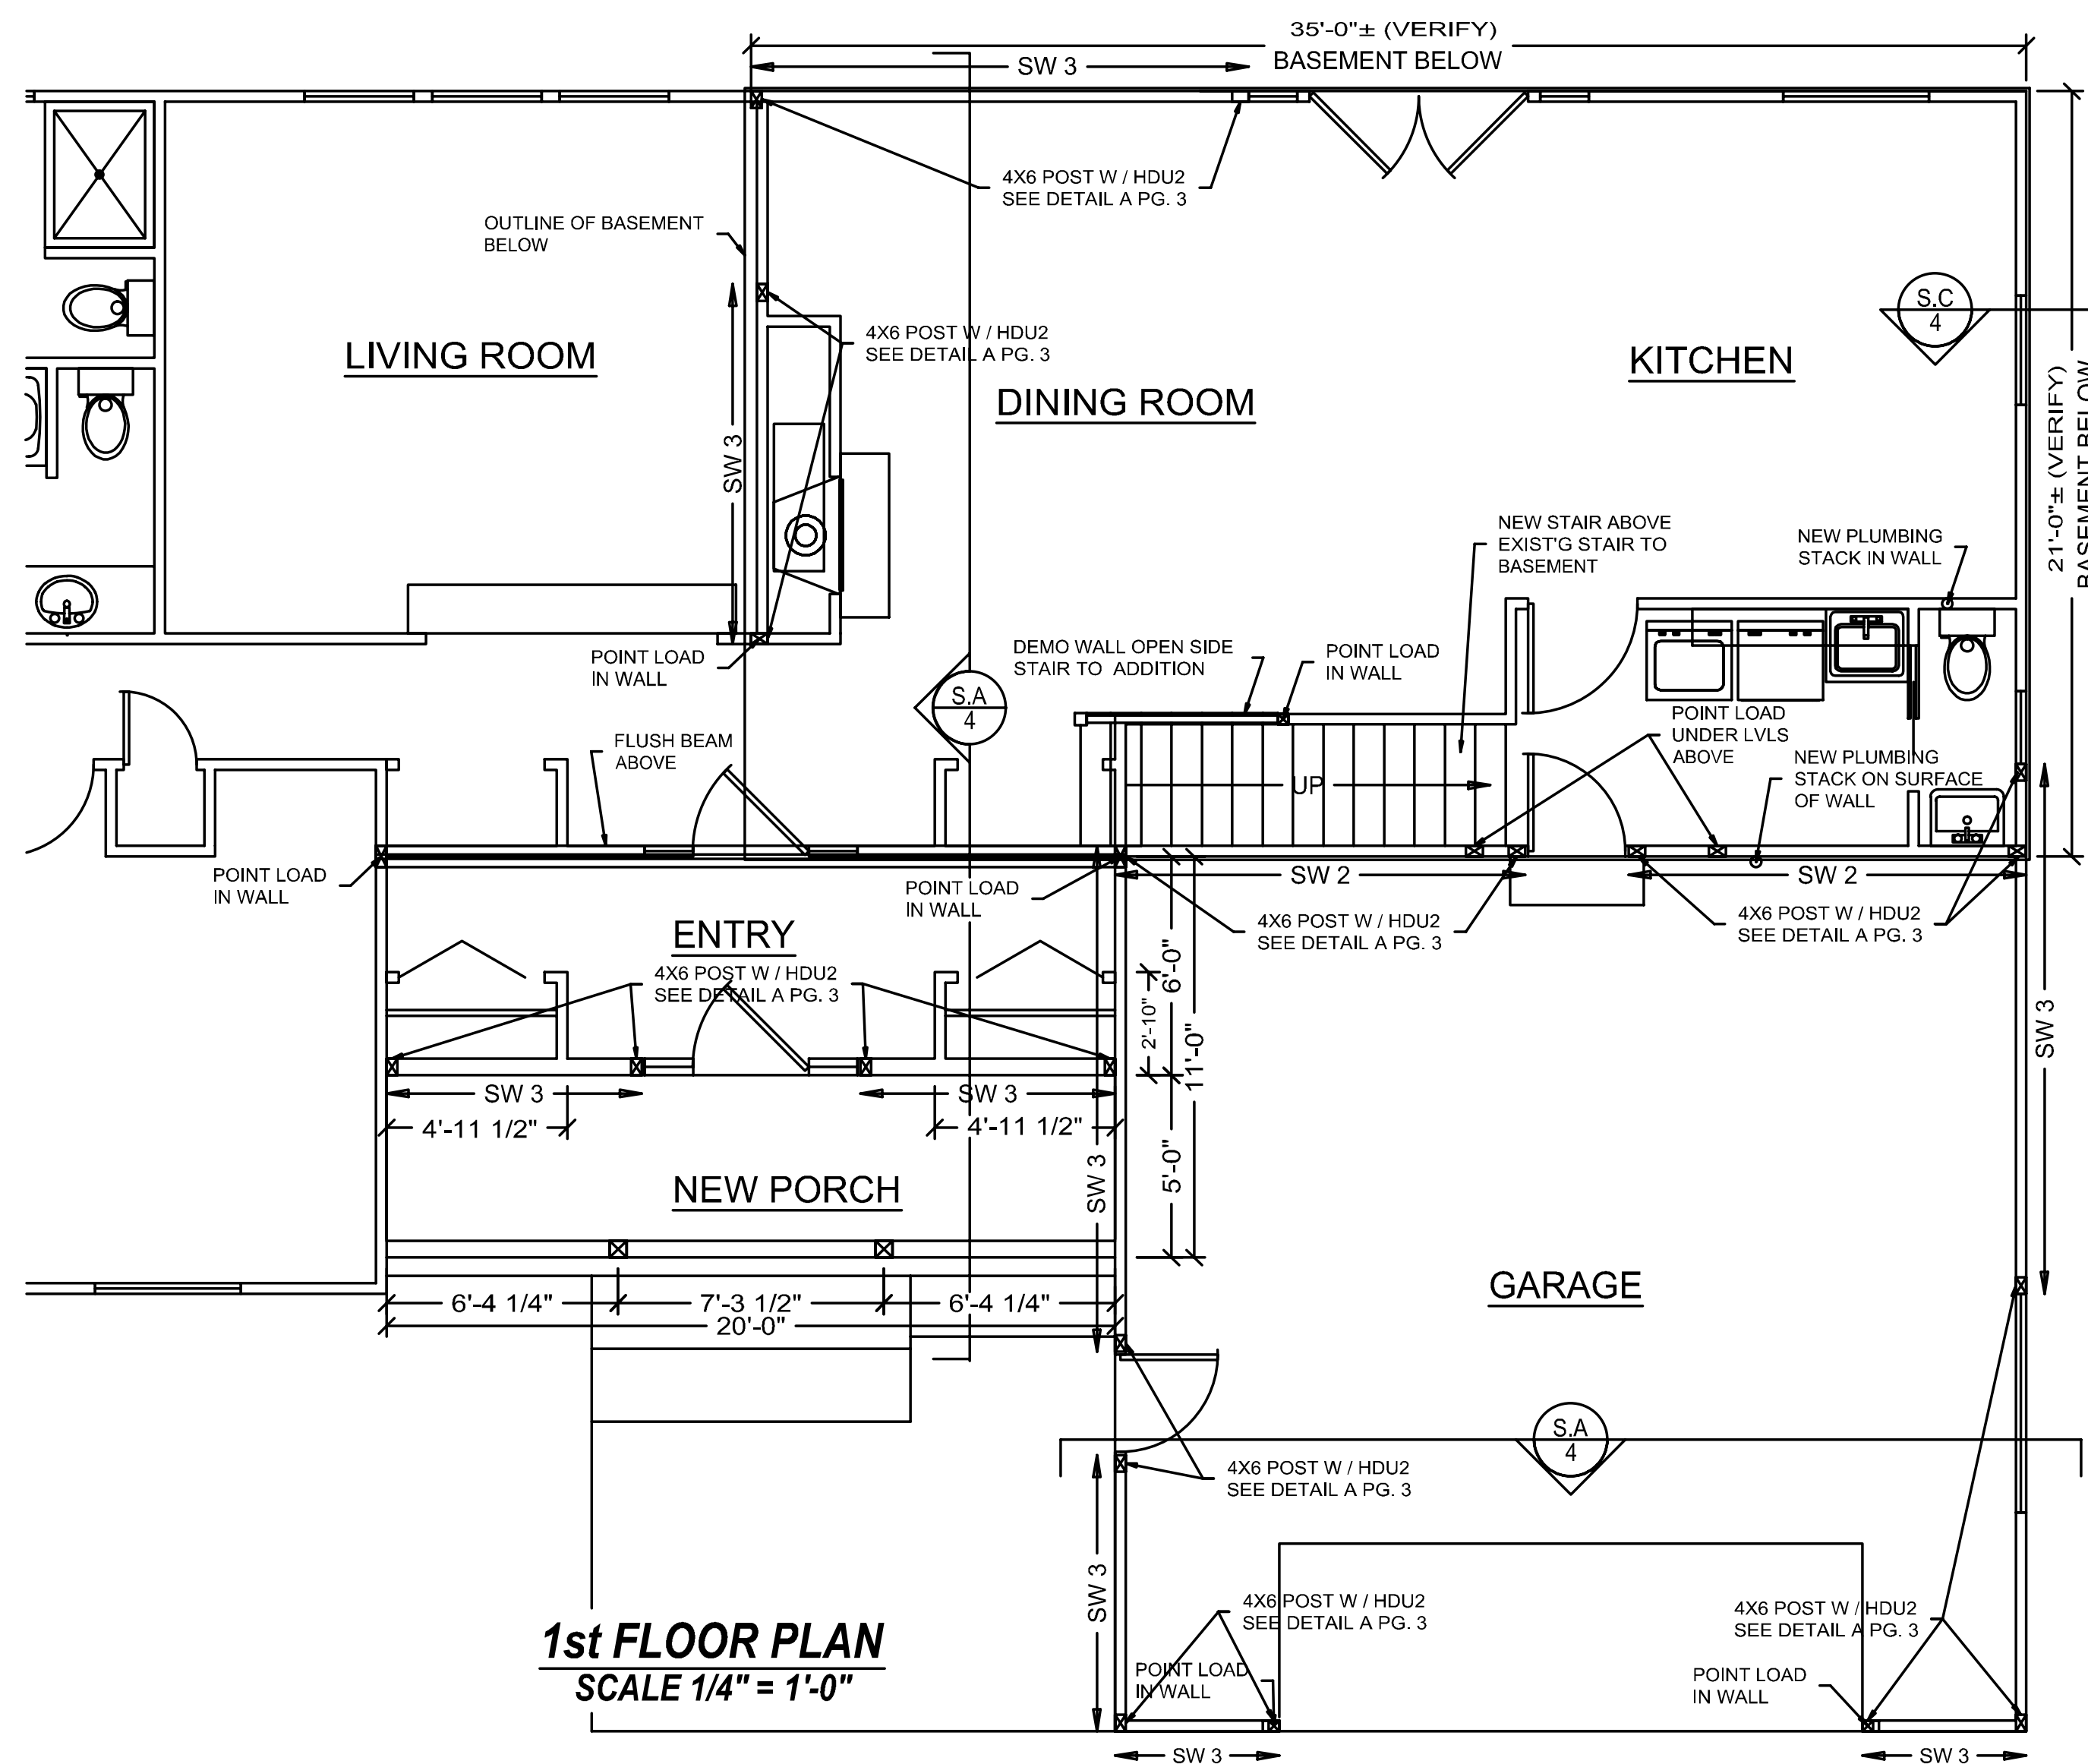 35'-0"± (VERIFY)
BASEMENT BELOW
SW 3
4X6 POST W / HDU2
SEE DETAIL A PG. 3
OUTLINE OF BASEMENT
BELOW
S.C
4
LIVING ROOM
4X6 POST W / HDU2
SEE DETAIL A PG. 3
KITCHEN
DINING ROOM
21'-0"± (VERIFY)
BASEMENT BELOW
SW 3
NEW STAIR ABOVE
EXIST'G STAIR TO
BASEMENT
NEW PLUMBING
STACK IN WALL
POINT LOAD
IN WALL
DEMO WALL OPEN SIDE
STAIR TO ADDITION
POINT LOAD
IN WALL
S.A
4
POINT LOAD
UNDER LVLS
ABOVE
FLUSH BEAM
ABOVE
UP
NEW PLUMBING
STACK ON SURFACE
OF WALL
POINT LOAD
IN WALL
POINT LOAD
IN WALL
SW 2
SW 2
4X6 POST W / HDU2
SEE DETAIL A PG. 3
4X6 POST W / HDU2
SEE DETAIL A PG. 3
ENTRY
4X6 POST W / HDU2
SEE DETAIL A PG. 3
6'-0"
2'-10"
11'-0"
SW 3
SW 3
SW 3
4'-11 1/2"
4'-11 1/2"
5'-0"
SW 3
NEW PORCH
GARAGE
6'-4 1/4"
7'-3 1/2"
6'-4 1/4"
20'-0"
S.A
4
4X6 POST W / HDU2
SEE DETAIL A PG. 3
SW 3
4X6 POST W / HDU2
SEE DETAIL A PG. 3
4X6 POST W / HDU2
SEE DETAIL A PG. 3
1st FLOOR PLAN
SCALE 1/4" = 1'-0"
POINT LOAD
IN WALL
POINT LOAD
IN WALL
SW 3
SW 3